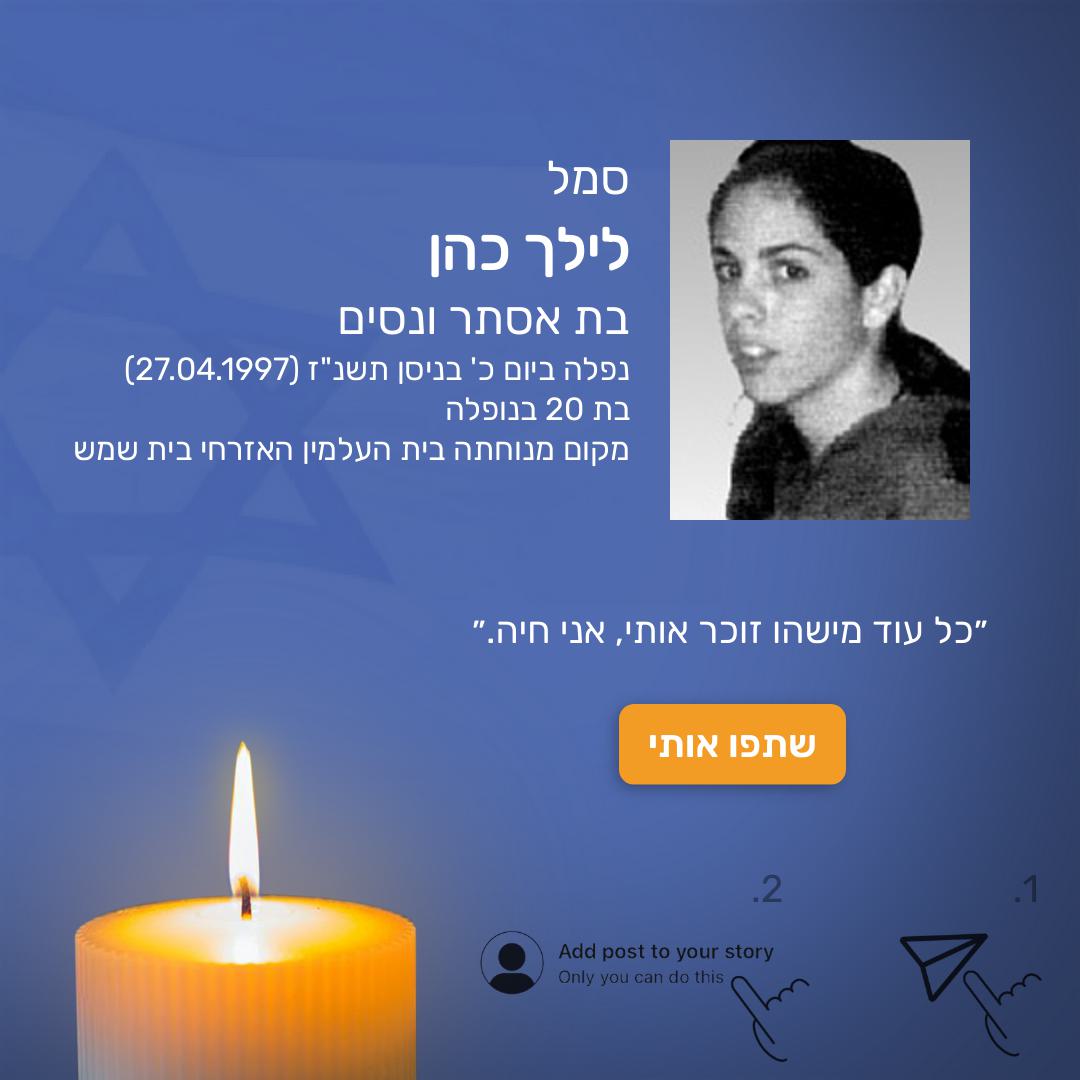 סמל
לילך כהן
בת אסתר ונסים
נפלה ביום כ' בניסן תשנ"ז (27.04.1997)
בת 20 בנופלה
מקום מנוחתה בית העלמין האזרחי בית שמש
״כל עוד מישהו זוכר אותי, אני חיה.״
שתפו אותי
1.
2.
Add post to your story
Only you can do this